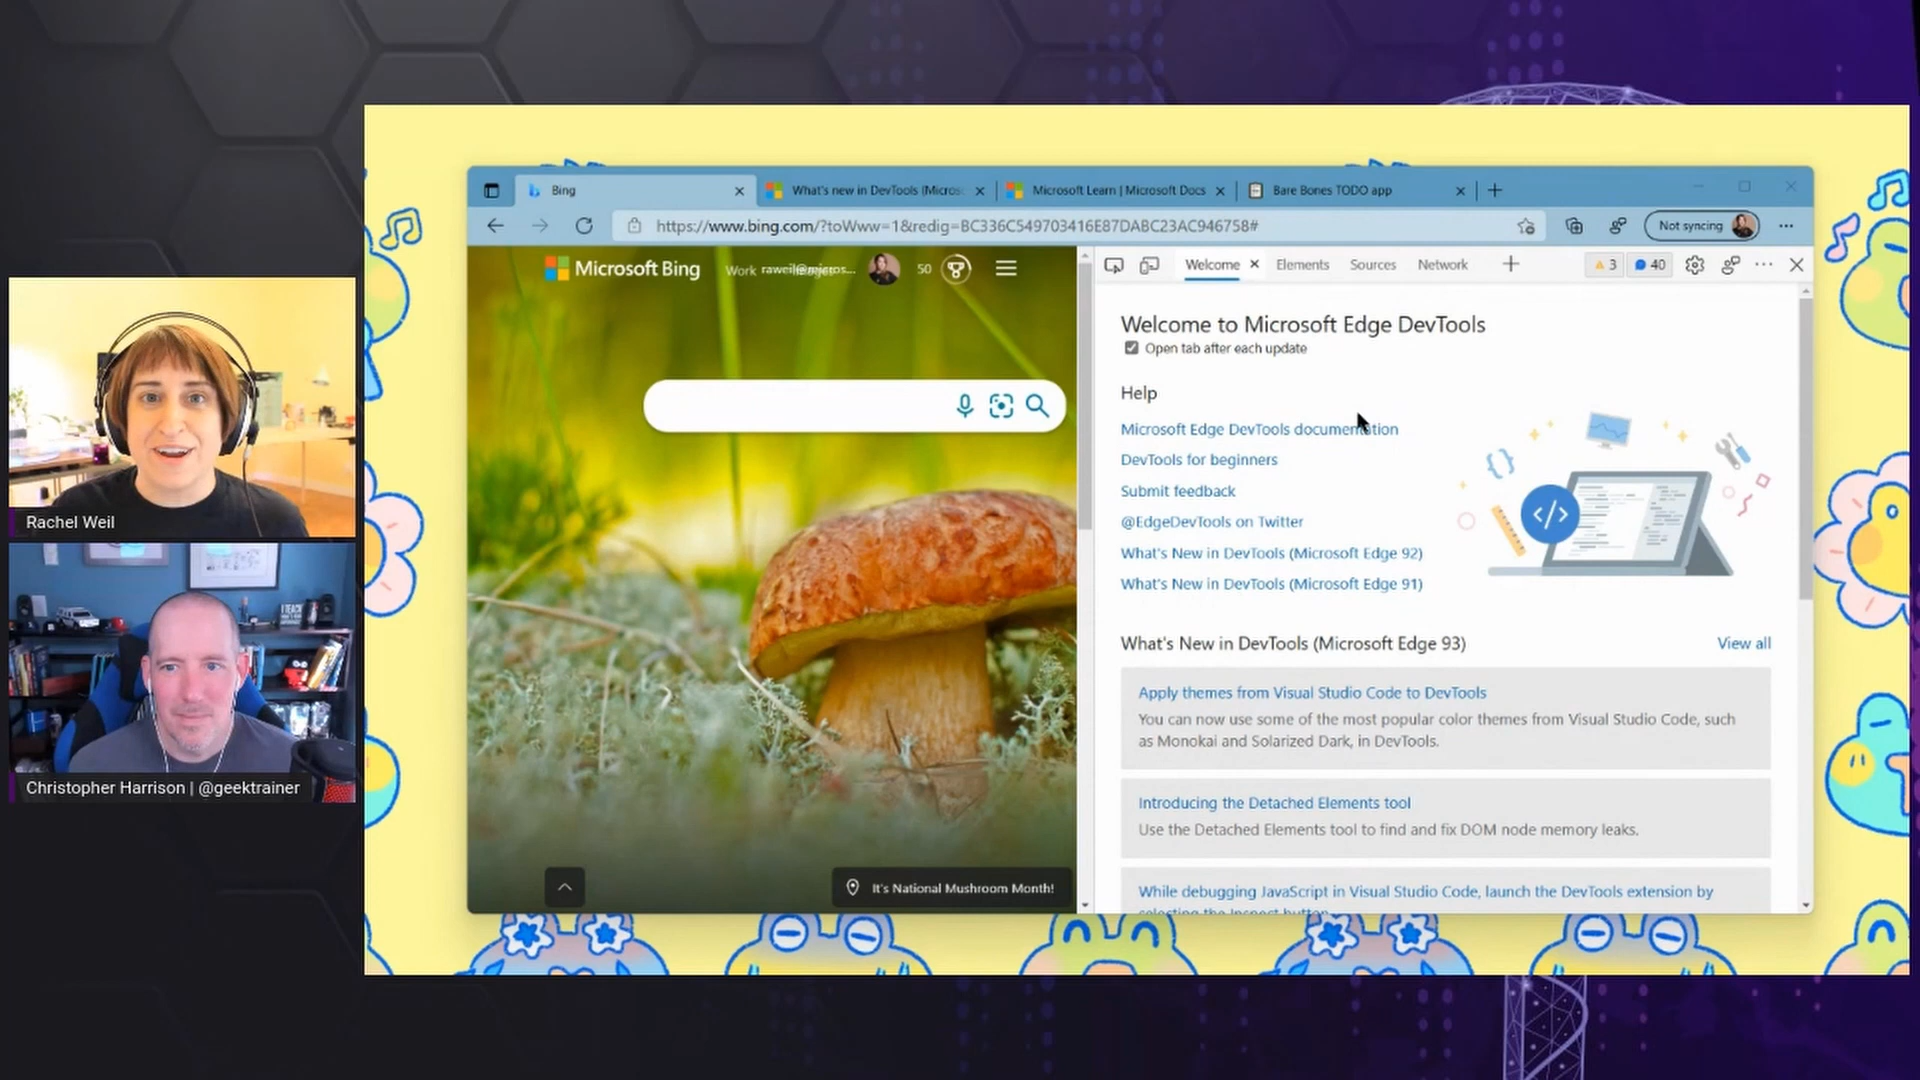 Bing
What's new in DevTools (Micros
Microsoft Learn | Microsoft Docs
Bare Bones TODO app
https://www.bing.com/?toWww=1&redig=BC336C549703416E87DABC23AC946758#
Not syncing
Microsoft Bing
Work
raweil@micros...
50
Welcome
Elements
Sources
Network
3
40
Welcome to Microsoft Edge DevTools
Open tab after each update
Help
Microsoft Edge DevTools documentation
DevTools for beginners
Submit feedback
@EdgeDevTools on Twitter
What's New in DevTools (Microsoft Edge 92)
What's New in DevTools (Microsoft Edge 91)
What's New in DevTools (Microsoft Edge 93)
View all
Apply themes from Visual Studio Code to DevTools
You can now use some of the most popular color themes from Visual Studio Code, such
as Monokai and Solarized Dark, in DevTools.
Introducing the Detached Elements tool
Use the Detached Elements tool to find and fix DOM node memory leaks.
While debugging JavaScript in Visual Studio Code, launch the DevTools extension by
selecting the Inspect button
It's National Mushroom Month!
Rachel Weil
Christopher Harrison | @geektrainer